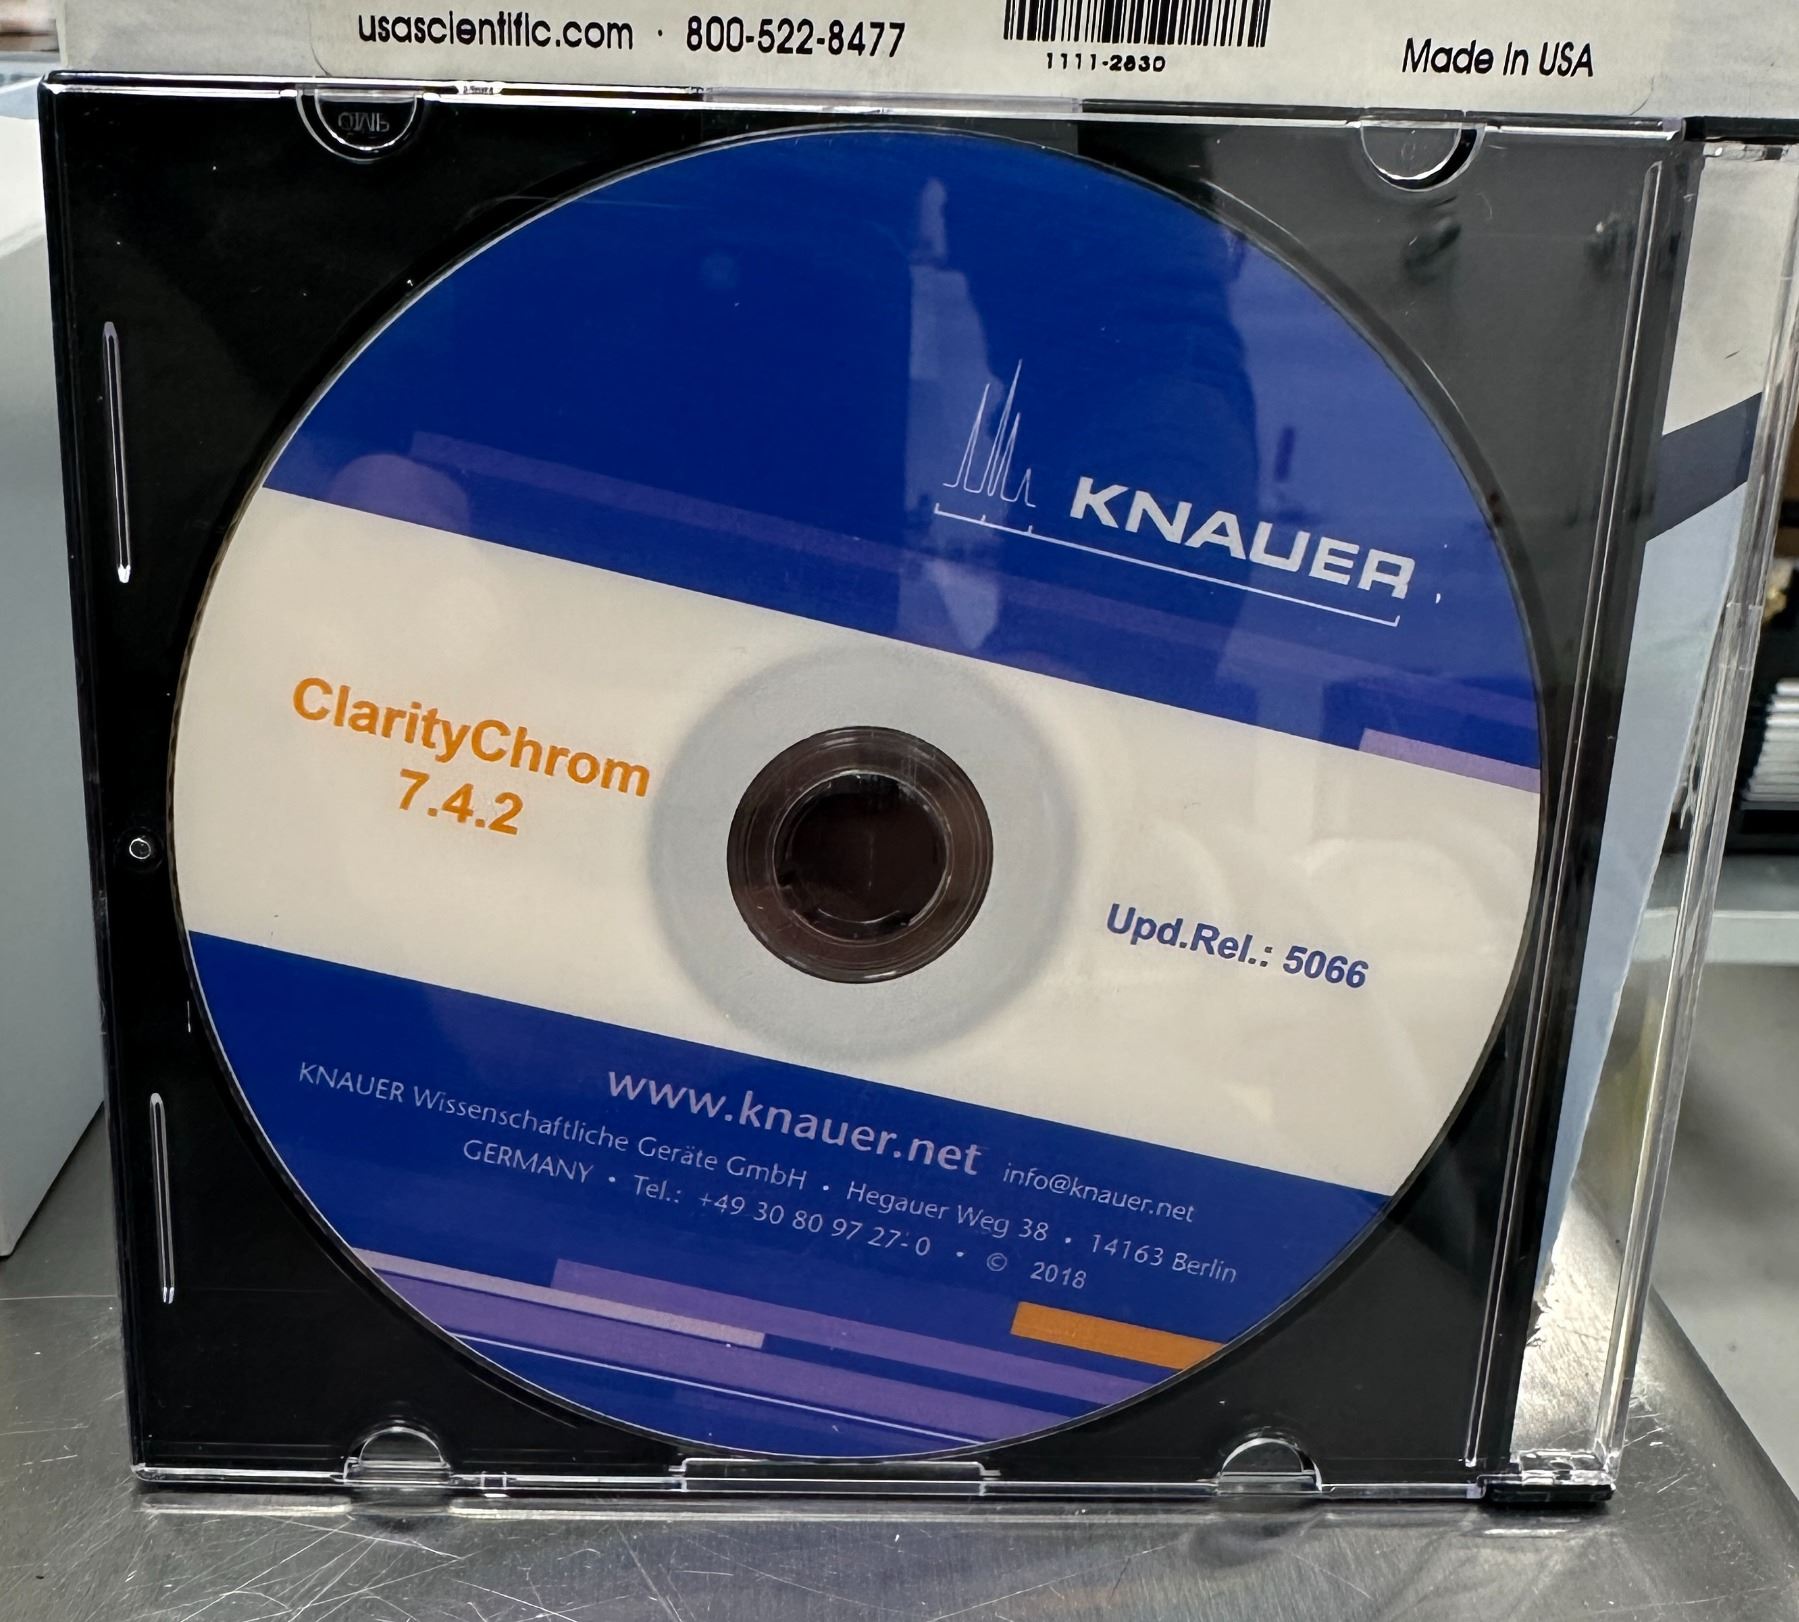 usascientific.com · 800-522-8477
1111-2830
Made in USA
KNAUER
ClarityChrom
7.4.2
Upd.Rel.: 5066
www.knauer.net info@knauer.net
KNAUER Wissenschaftliche Geräte GmbH • Hegauer Weg 38 • 14163 Berlin
GERMANY • Tel.: +49 30 80 97 27-0 • © 2018